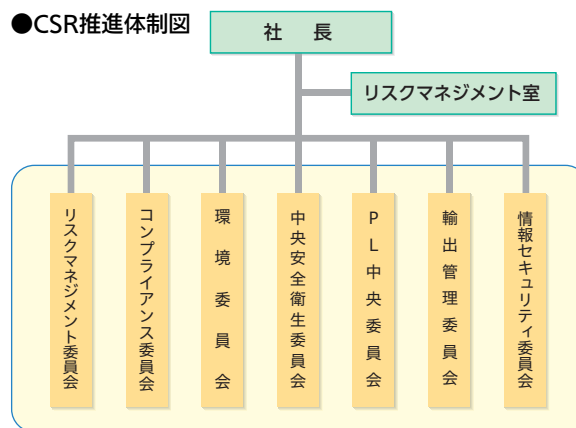 ●CSR推進体制図
社長
リスクマネジメント室
リスクマネジメント委員会
コンプライアンス委員会
環境委員会
中央安全衛生委員会
PL中央委員会
輸出管理委員会
情報セキュリティ委員会